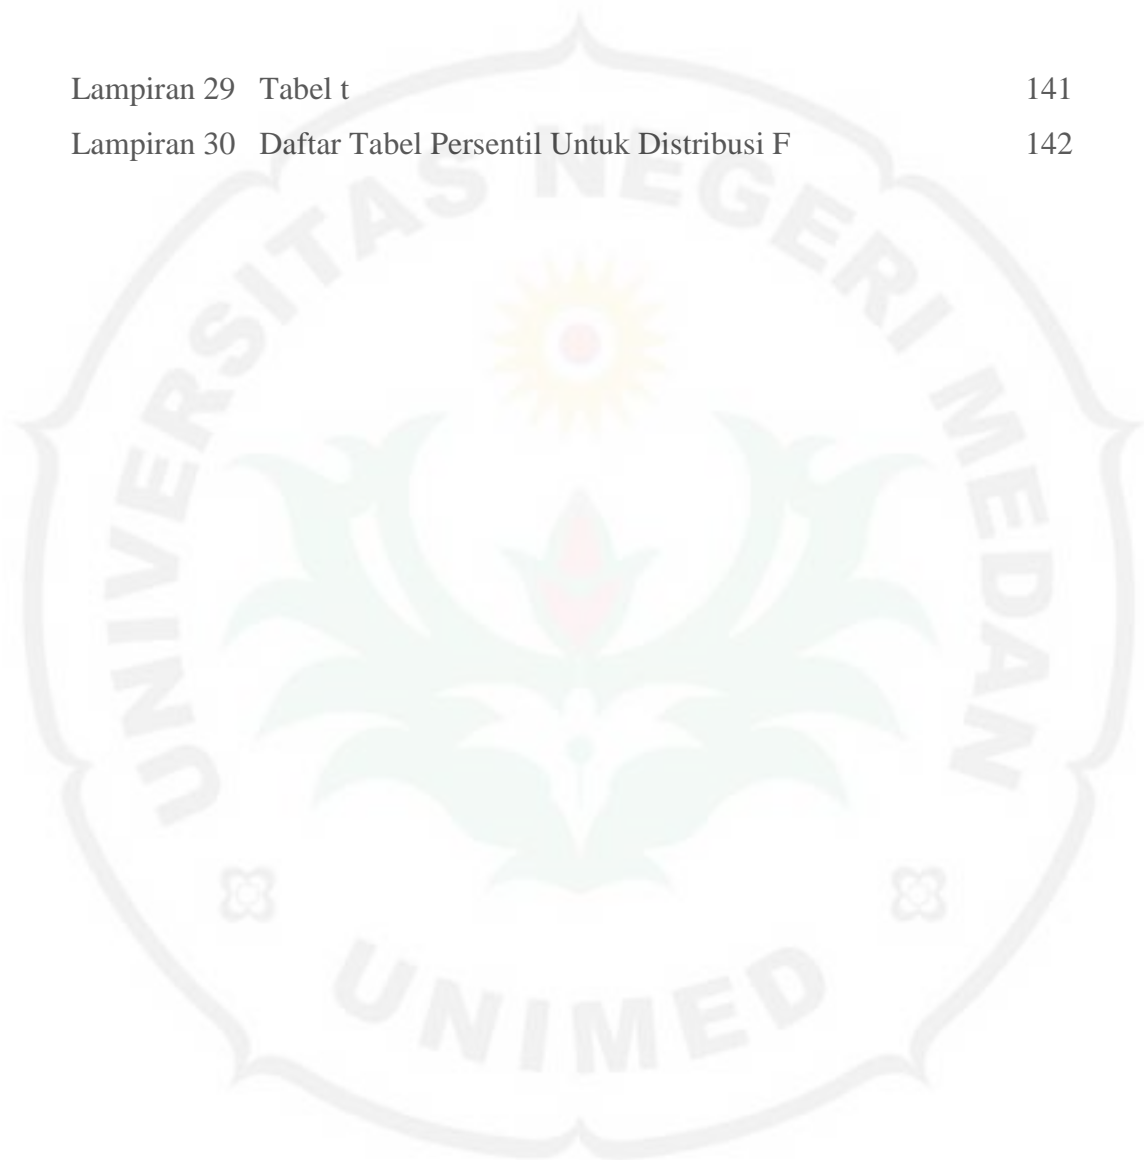 Lampiran 29 Tabel t 141
Lampiran 30 Daftar Tabel Persentil Untuk Distribusi F 142
UNIVERSITAS NEGERI MEDAN
UNIMED